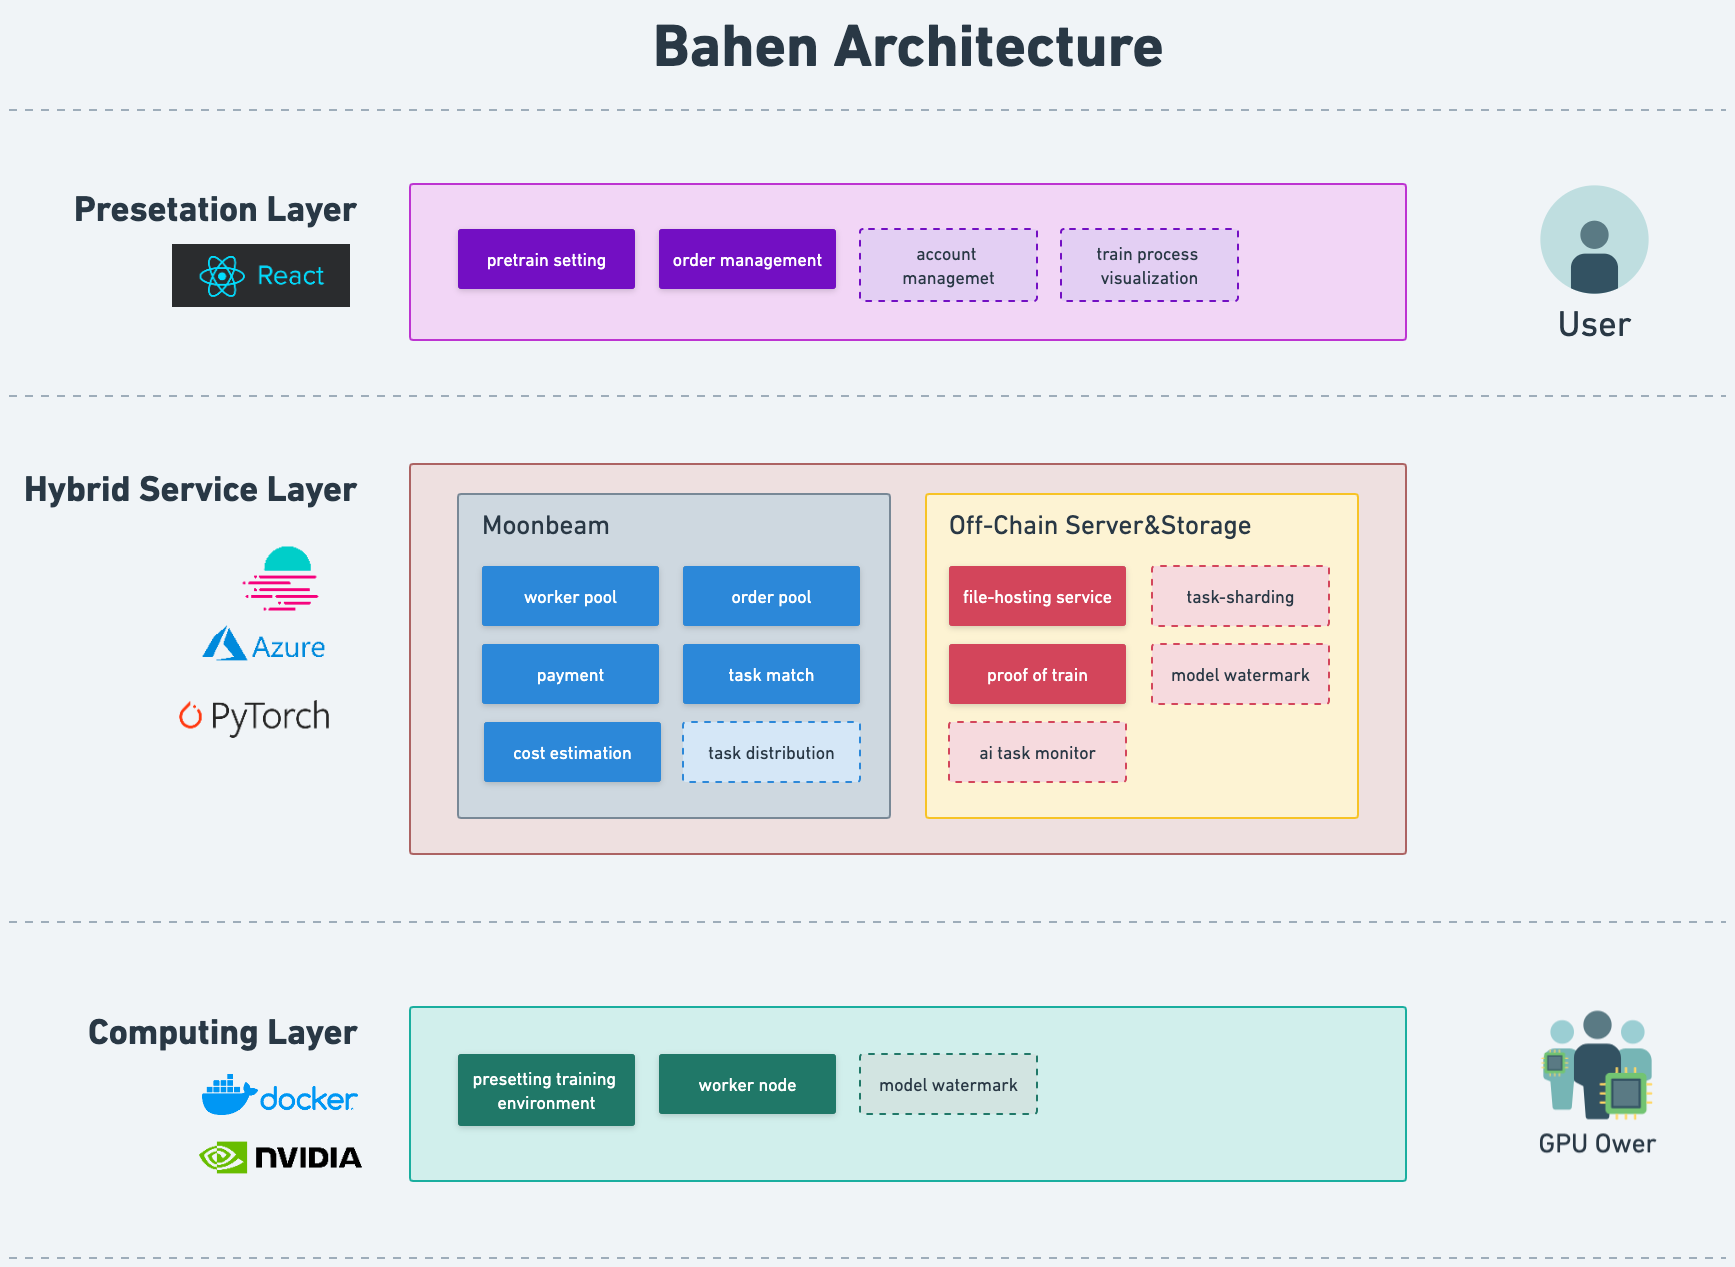 Bahen Architecture
Presetation Layer
React
pretrain setting
order management
account
managemet
train process
visualization
User
Hybrid Service Layer
Azure
PyTorch
Moonbeam
worker pool
order pool
payment
task match
cost estimation
task distribution
Off-Chain Server&Storage
file-hosting service
task-sharding
proof of train
model watermark
ai task monitor
Computing Layer
docker
NVIDIA
presetting training
environment
worker node
model watermark
GPU Ower